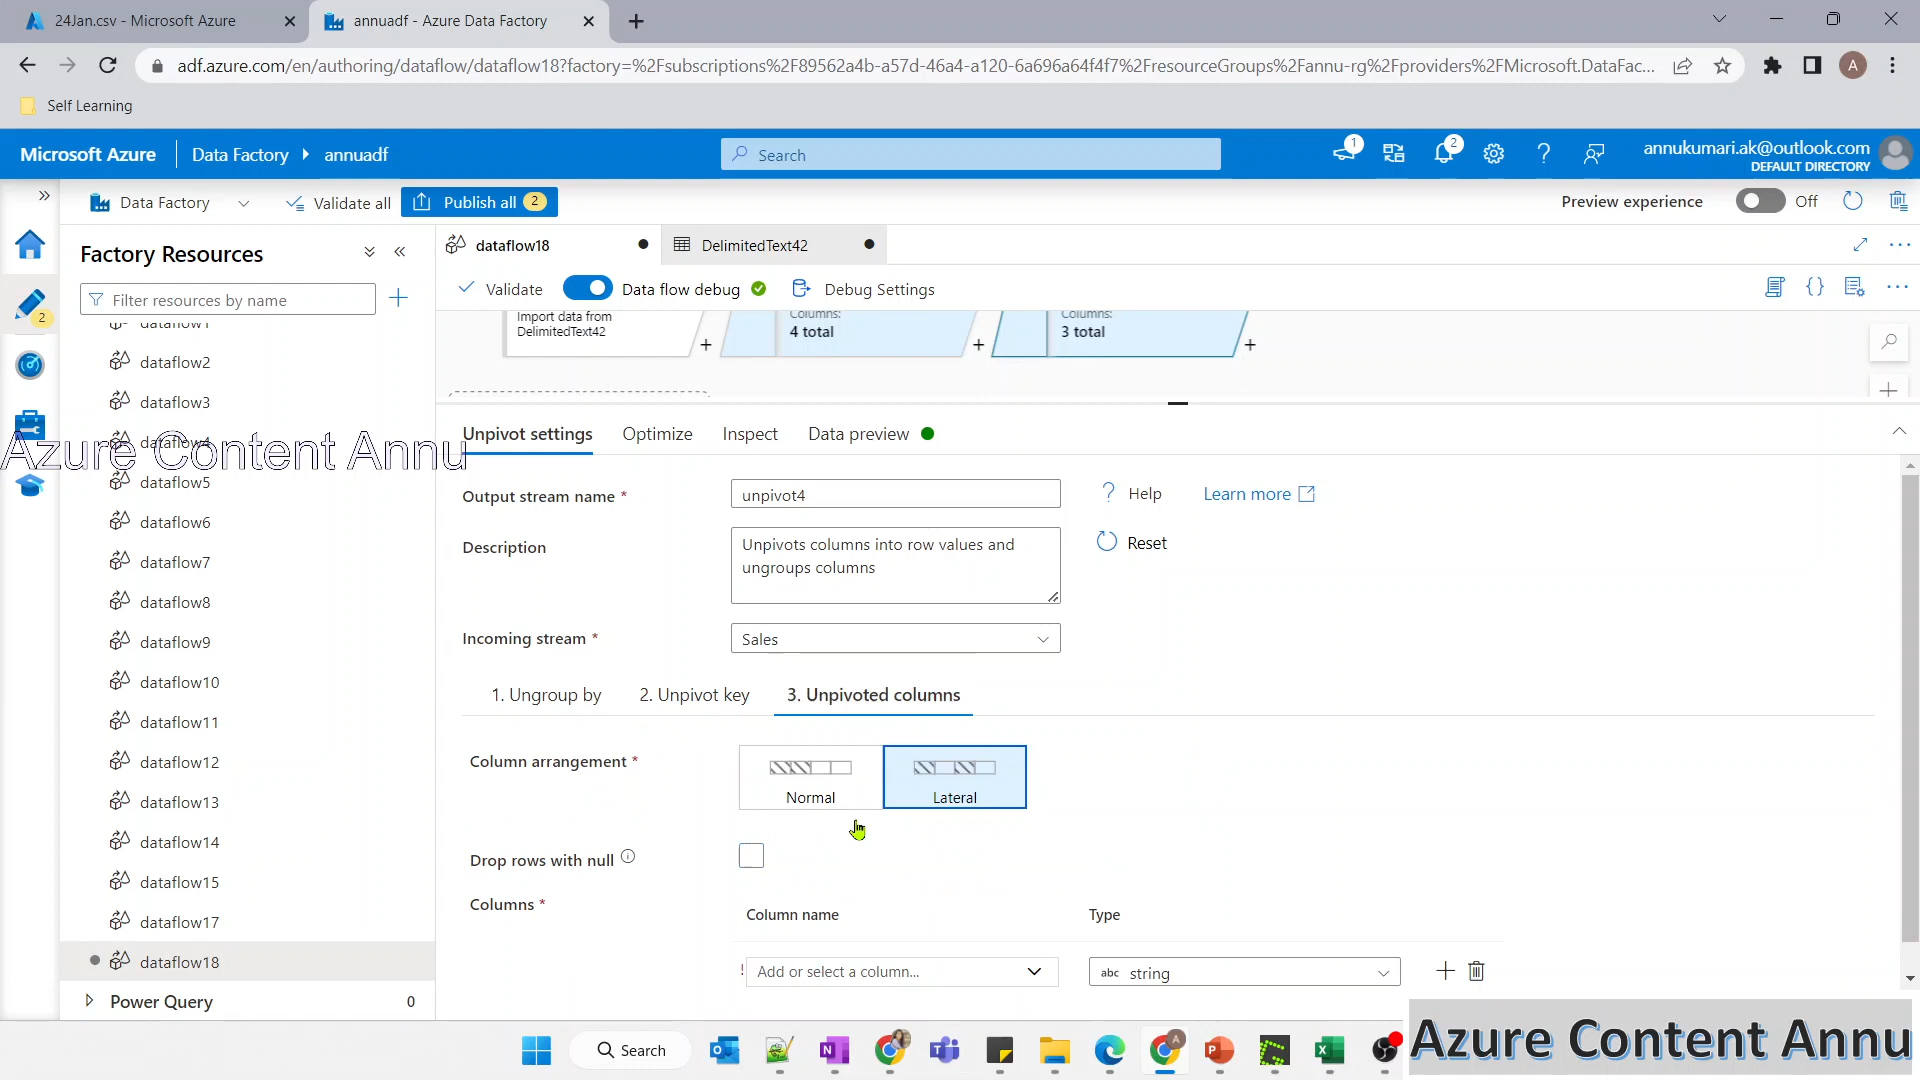 24Jan.csv - Microsoft Azure
annuadf - Azure Data Factory
adf.azure.com/en/authoring/dataflow/dataflow18?factory=%2Fsubscriptions%2F89562a4b-a57d-46a4-a120-6a696a64f4f7%2FresourceGroups%2Fannu-rg%2Fproviders%2FMicrosoft.DataFac...
A
Self Learning
Microsoft Azure
Data Factory
annuadf
Search
1
2
annukumari.ak@outlook.com
DEFAULT DIRECTORY
Data Factory
Validate all
Publish all 2
Preview experience
Off
Factory Resources
dataflow18
DelimitedText42
Filter resources by name
Validate
Data flow debug
Debug Settings
2
dataflow1
dataflow2
dataflow3
dataflow4
dataflow5
dataflow6
dataflow7
dataflow8
dataflow9
dataflow10
dataflow11
dataflow12
dataflow13
dataflow14
dataflow15
dataflow17
dataflow18
Power Query 0
Azure Content Annu
Import data from
DelimitedText42
Columns:
4 total
Columns:
3 total
Unpivot settings
Optimize
Inspect
Data preview
Output stream name *
unpivot4
Help
Learn more
Description
Unpivots columns into row values and
ungroups columns
Reset
Incoming stream *
Sales
1. Ungroup by
2. Unpivot key
3. Unpivoted columns
Column arrangement *
Normal
Lateral
Drop rows with null
Columns *
Column name
Type
! Add or select a column...
abc string
Search
A
Azure Content Annu